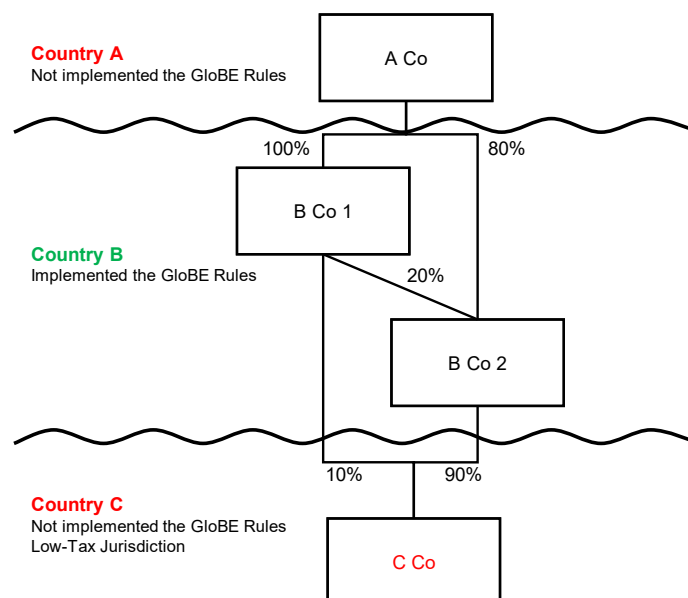 Country A
Not implemented the GloBE Rules
A Co
100%
80%
B Co 1
Country B
Implemented the GloBE Rules
20%
B Co 2
10%
90%
Country C
Not implemented the GloBE Rules
Low-Tax Jurisdiction
C Co